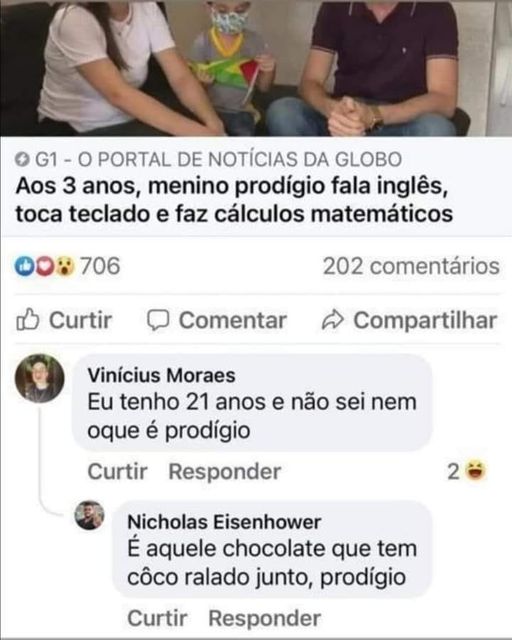 G1 - O PORTAL DE NOTÍCIAS DA GLOBO
Aos 3 anos, menino prodígio fala inglês,
toca teclado e faz cálculos matemáticos
706
202 comentários
Curtir
Comentar
Compartilhar
Vinícius Moraes
Eu tenho 21 anos e não sei nem
oque é prodígio
Curtir Responder
2
Nicholas Eisenhower
É aquele chocolate que tem
côco ralado junto, prodígio
Curtir Responder